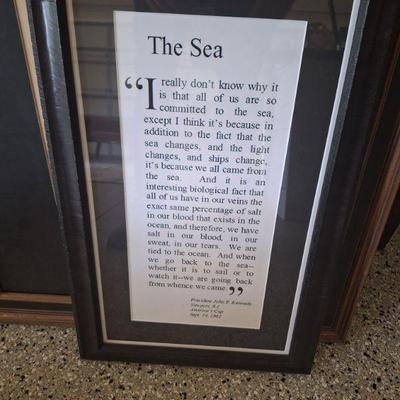 The Sea
“I really don't know why it
is that all of us are so
committed to the sea,
except I think it's because in
addition to the fact that the
sea changes, and the light
changes, and ships change,
it's because we all came from
the sea. And it is an
interesting biological fact that
all of us have in our veins the
exact same percentage of salt
in our blood that exists in the
ocean, and therefore, we have
salt in our blood, in our
sweat, in our tears. We are
tied to the ocean. And when
we go back to the sea--
whether it is to sail or to
watch it--we are going back
from whence we came.”
President John F. Kennedy
Newport, R.I.
America's Cup
Sept. 14, 1962